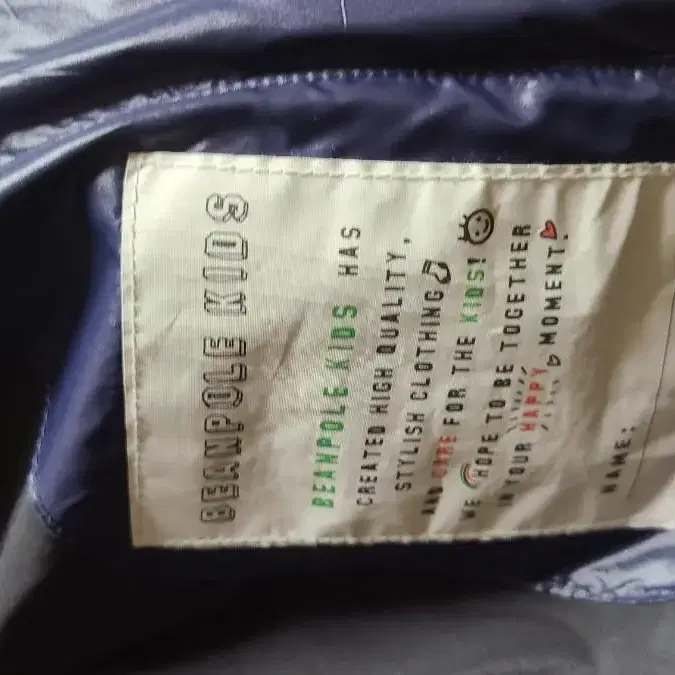 BEANPOLE KIDS
BEANPOLE KIDS HAS
CREATED HIGH QUALITY,
STYLISH CLOTHING
AND CARE FOR THE KIDS!
WE HOPE TO BE TOGETHER
IN YOUR HAPPY MOMENT!
NAME: